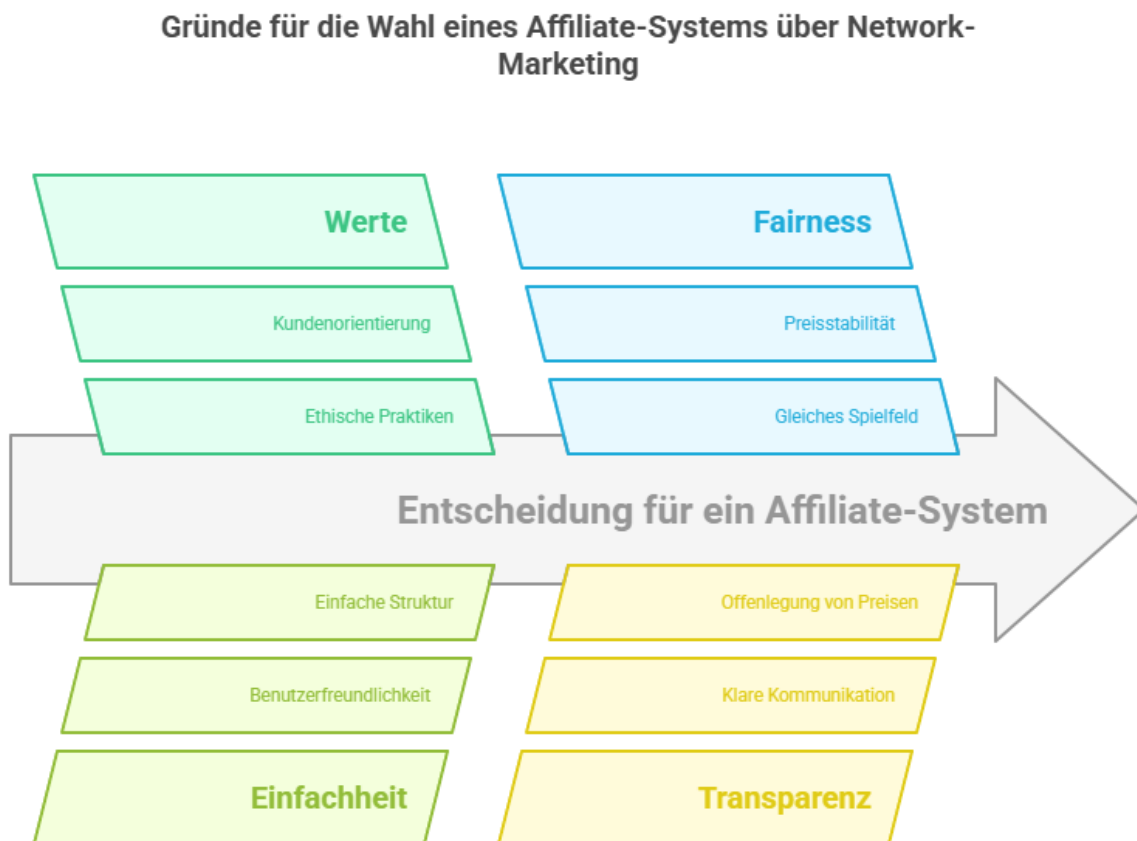 Gründe für die Wahl eines Affiliate-Systems über Network-
Marketing
Werte
Fairness
Kundenorientierung
Preisstabilität
Ethische Praktiken
Gleiches Spielfeld
Entscheidung für ein Affiliate-System
Einfache Struktur
Offenlegung von Preisen
Benutzerfreundlichkeit
Klare Kommunikation
Einfachheit
Transparenz